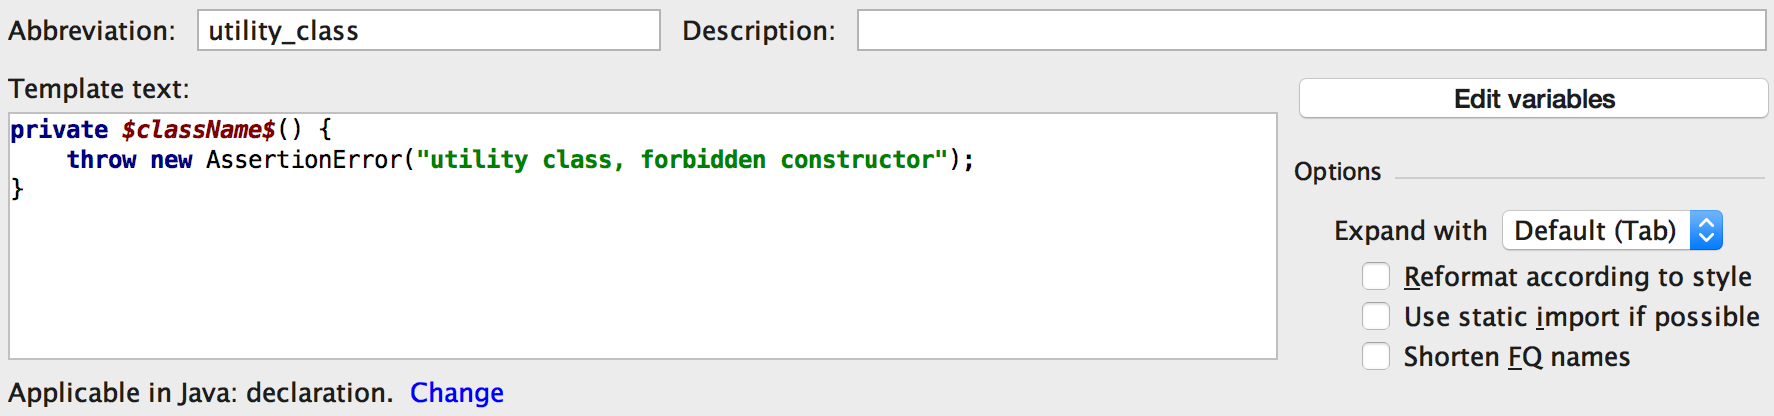 Abbreviation: utility_class Description:
Template text:
Edit variables
private $className$() {
    throw new AssertionError("utility class, forbidden constructor");
}
Options
Expand with Default (Tab)
Reformat according to style
Use static import if possible
Shorten FQ names
Applicable in Java: declaration. Change